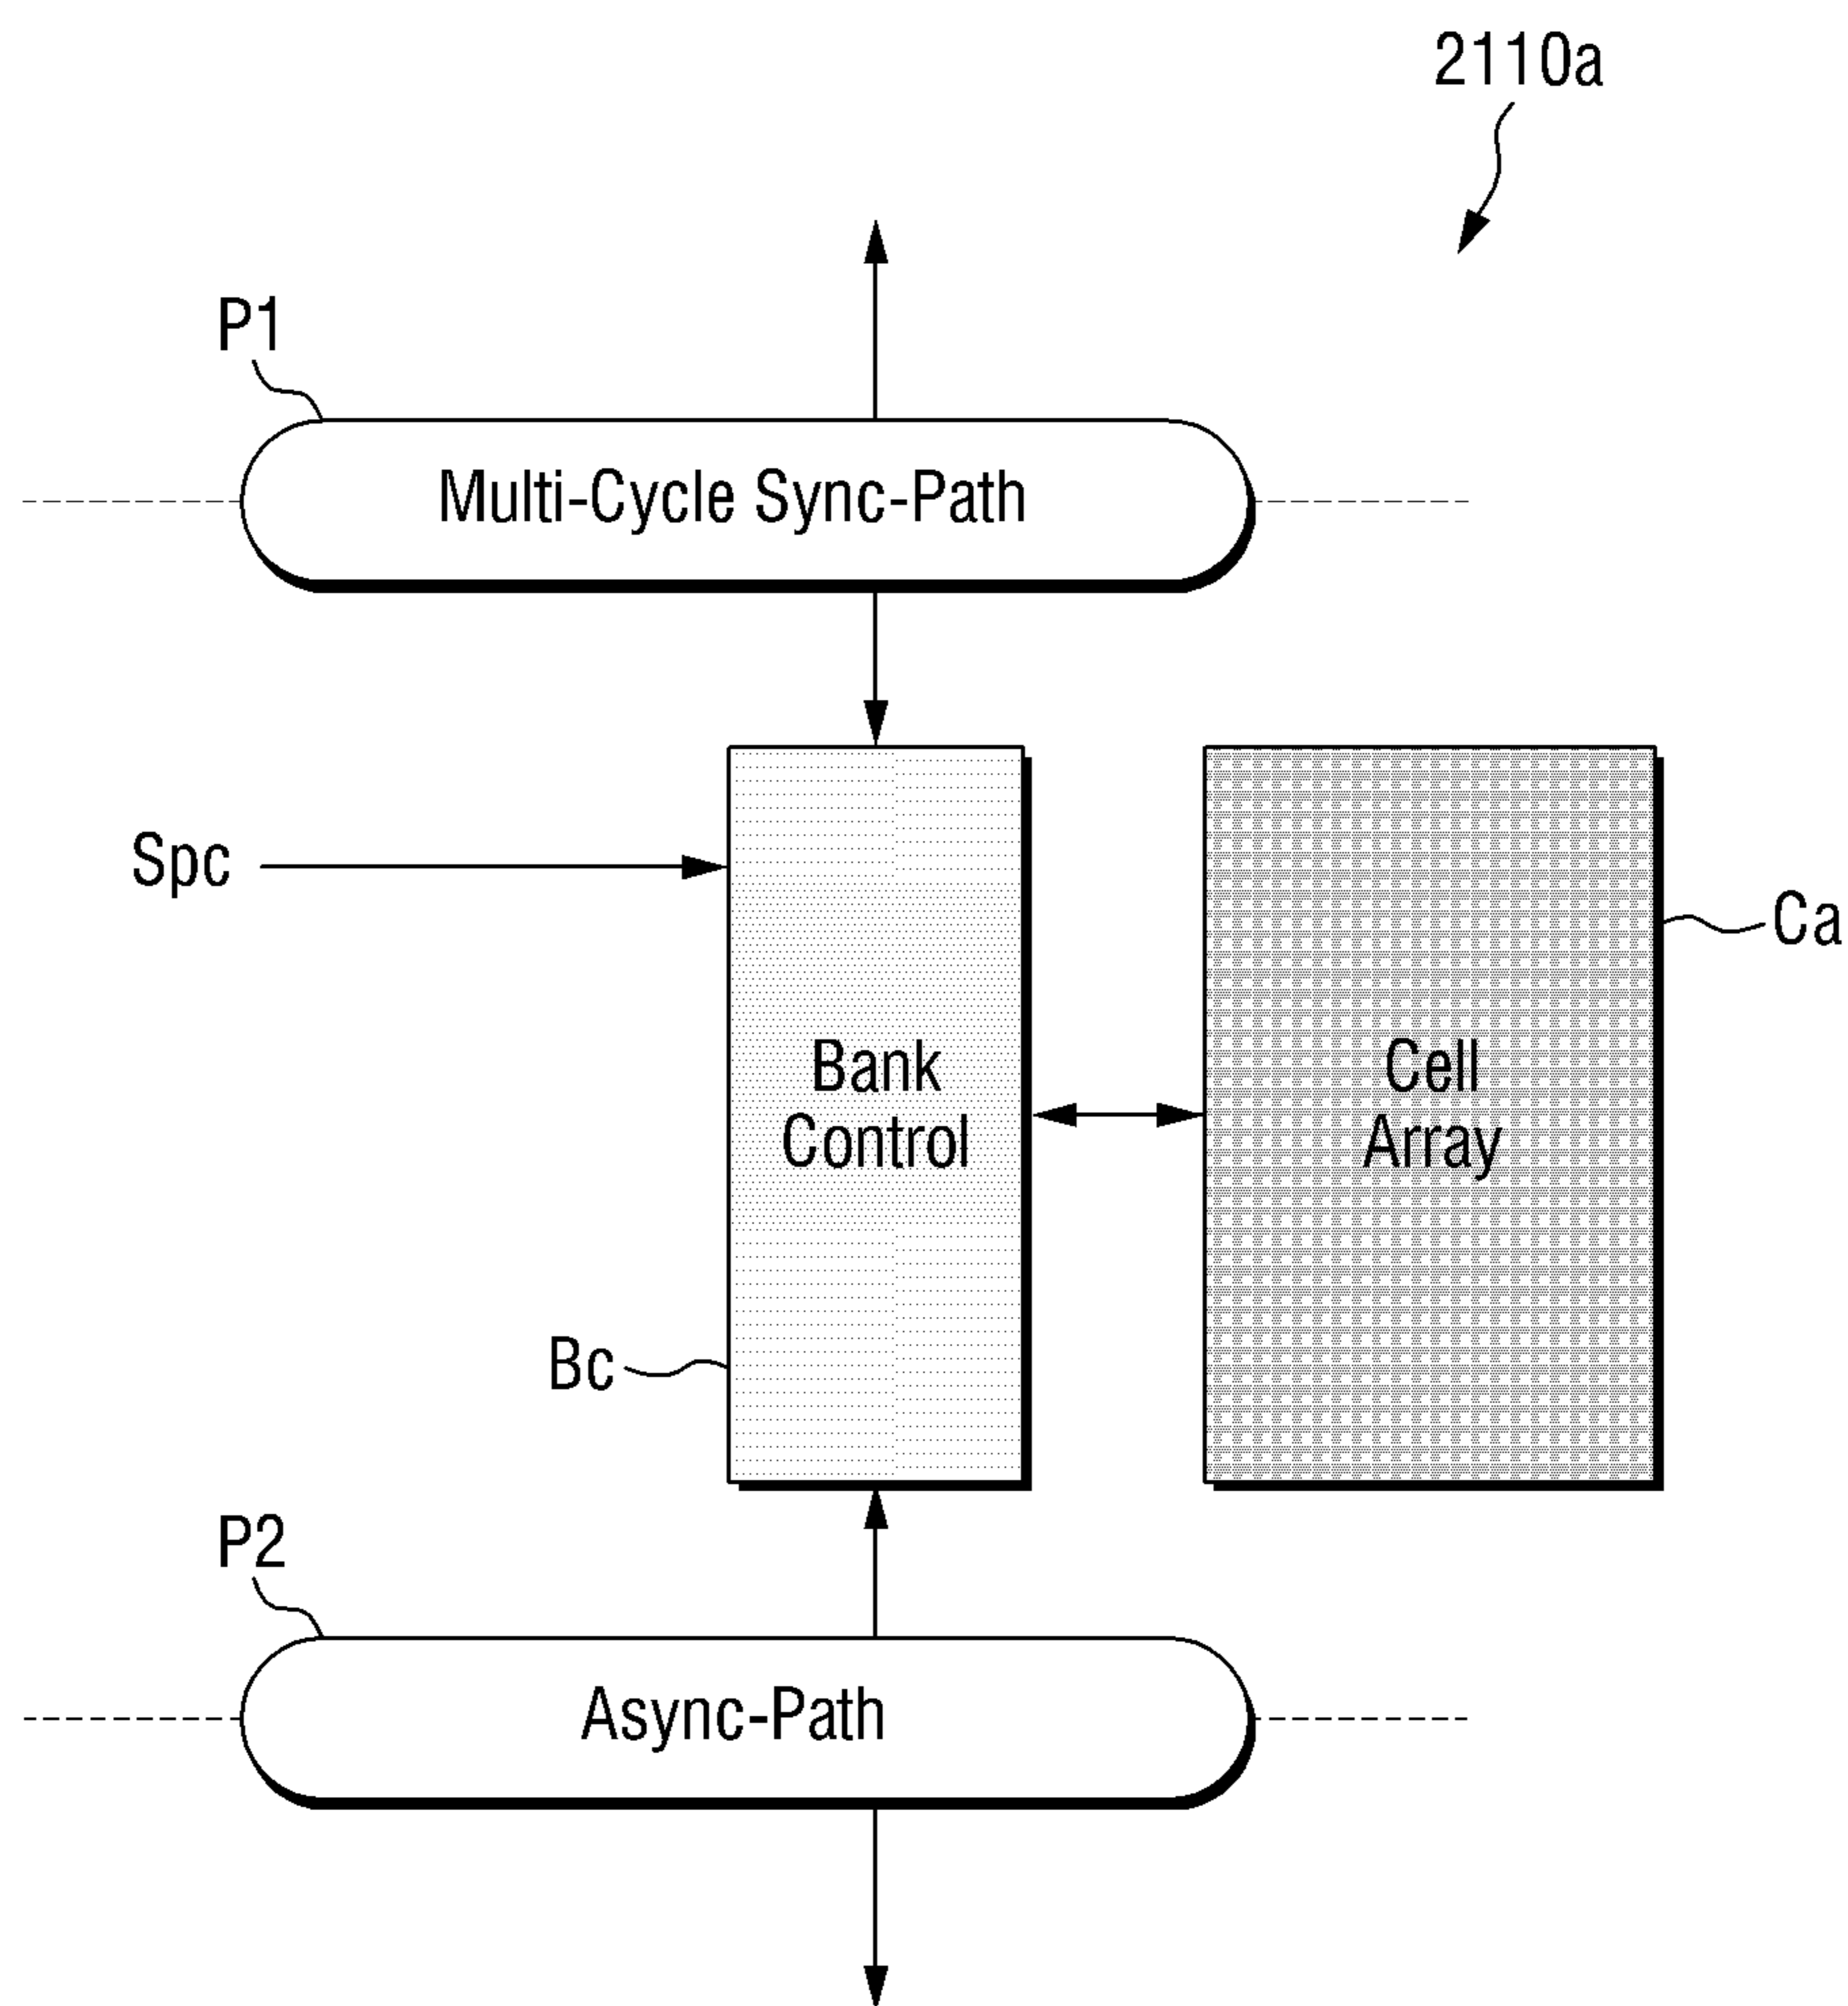 2110a
P1
Multi-Cycle Sync-Path
Spc
Ca
Bank
Control
Cell
Array
Bc
P2
Async-Path